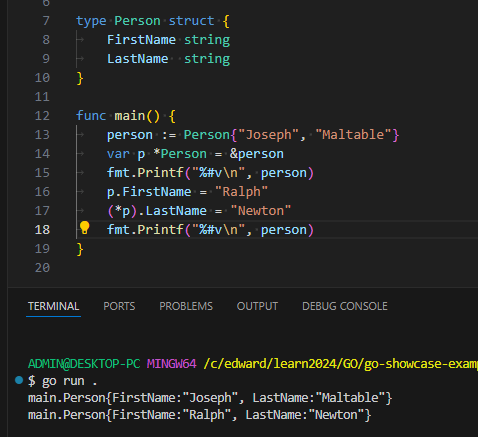 6
7 type Person struct {
8 FirstName string
9 LastName string
10 }
11
12 func main() {
13 person := Person{"Joseph", "Maltable"}
14 var p *Person = &person
15 fmt.Printf("%#v\n", person)
16 p.FirstName = "Ralph"
17 (*p).LastName = "Newton"
18 fmt.Printf("%#v\n", person)
19 }
20
TERMINAL PORTS PROBLEMS OUTPUT DEBUG CONSOLE
ADMIN@DESKTOP-PC MINGW64 /c/edward/learn2024/GO/go-showcase-examp
$ go run .
main.Person{FirstName:"Joseph", LastName:"Maltable"}
main.Person{FirstName:"Ralph", LastName:"Newton"}